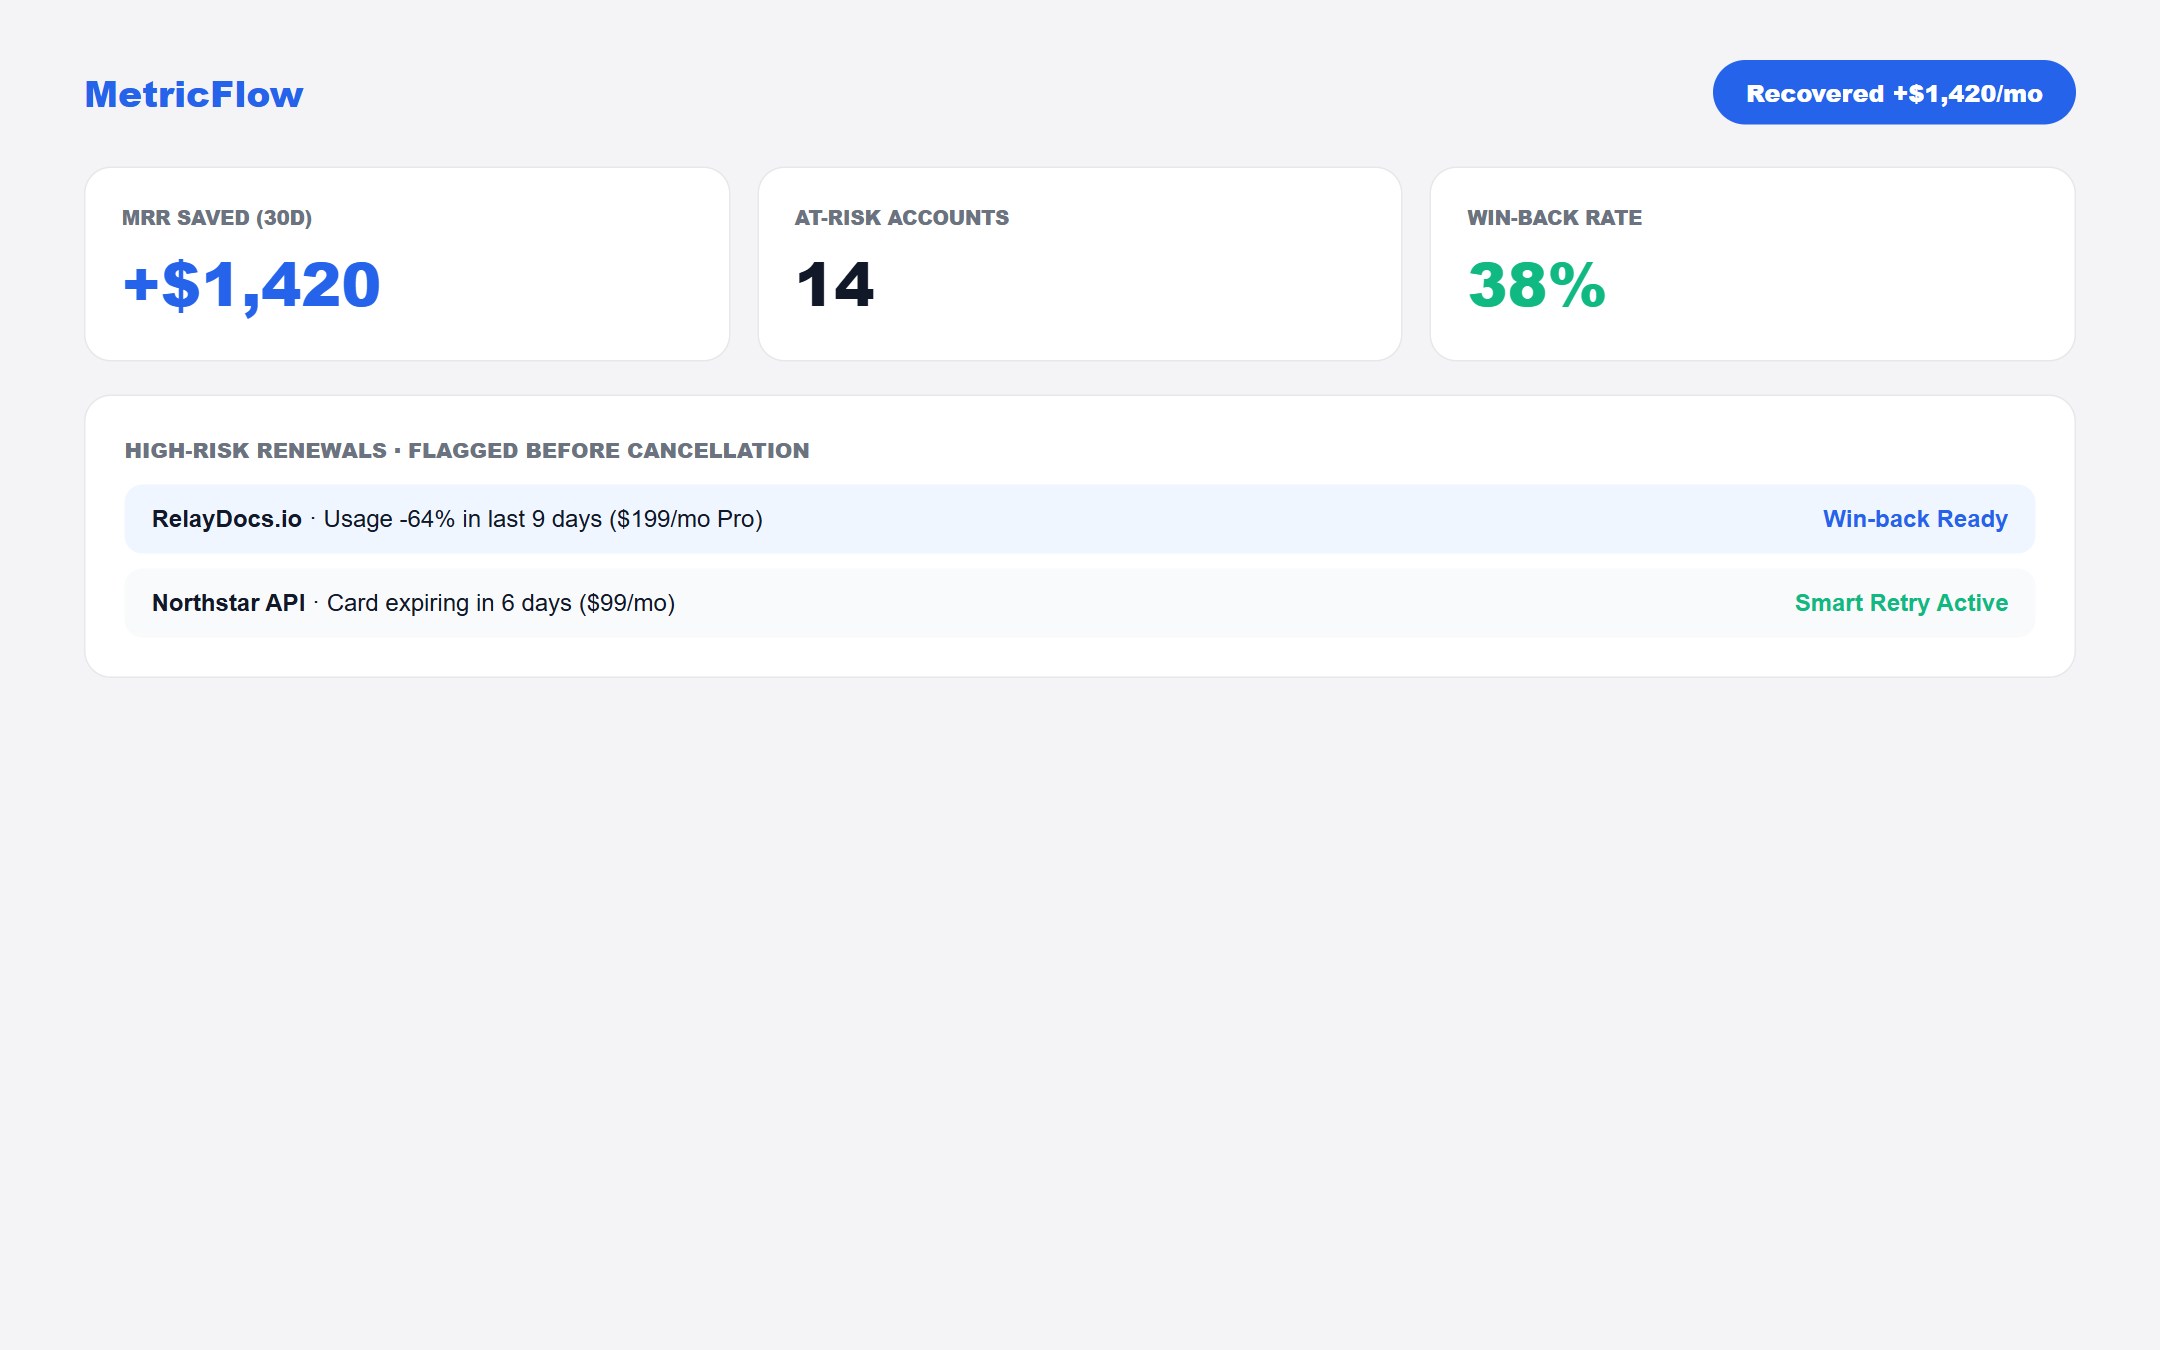 MetricFlow
Recovered +$1,420/mo
MRR SAVED (30D)
+$1,420
AT-RISK ACCOUNTS
14
WIN-BACK RATE
38%
HIGH-RISK RENEWALS · FLAGGED BEFORE CANCELLATION
RelayDocs.io · Usage -64% in last 9 days ($199/mo Pro)
Win-back Ready
Northstar API · Card expiring in 6 days ($99/mo)
Smart Retry Active